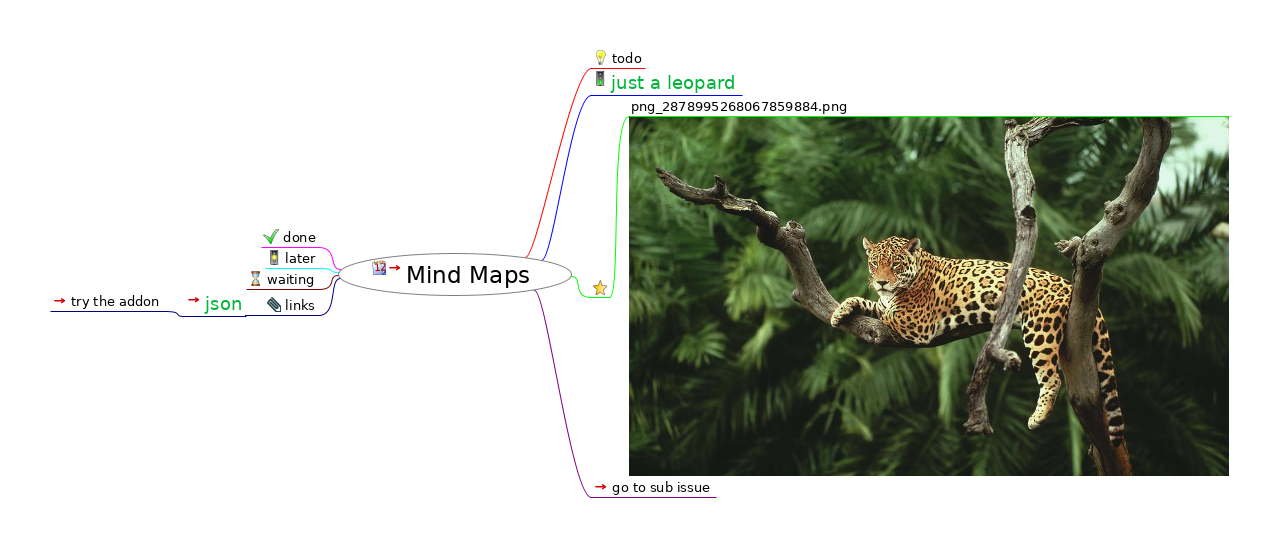 todo
just a leopard
png_2878995268067859884.png
done
later
waiting
Mind Maps
try the addon
json
links
go to sub issue